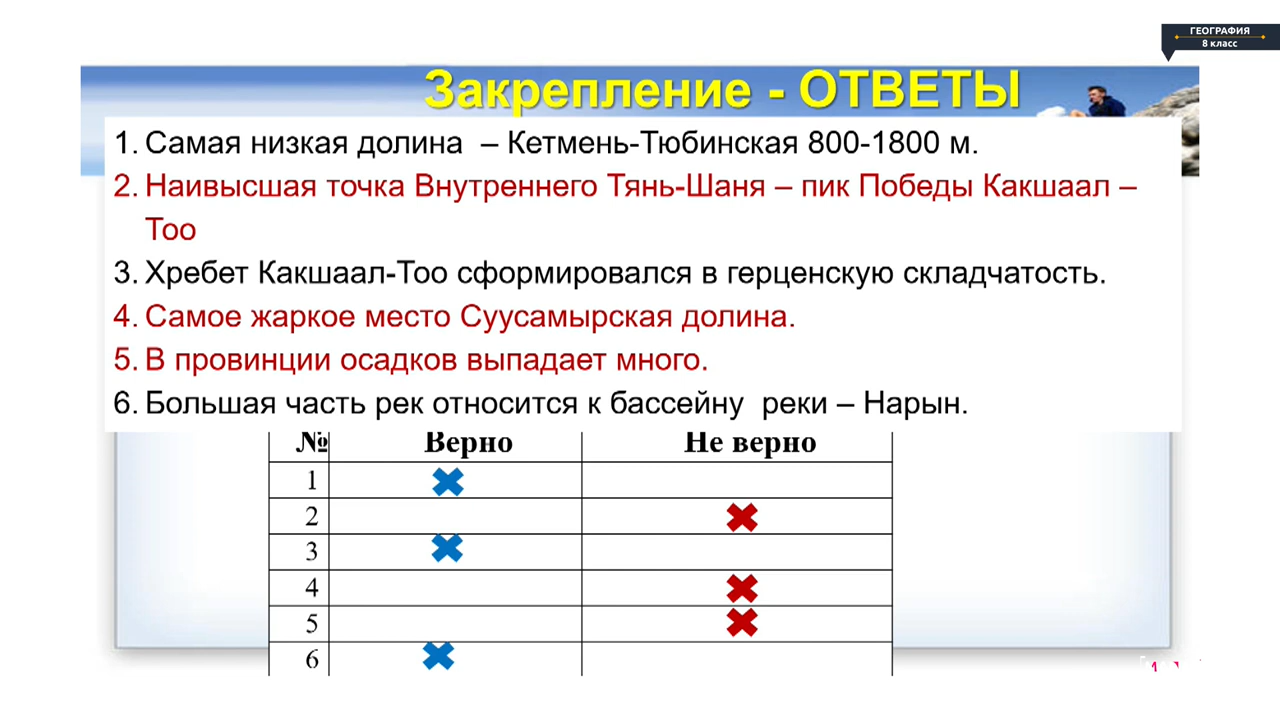 ГЕОГРАФИЯ
8 класс
Закрепление - ОТВЕТЫ
1. Самая низкая долина – Кетмень-Тюбинская 800-1800 м.
2. Наивысшая точка Внутреннего Тянь-Шаня – пик Победы Какшаал –
Тоо
3. Хребет Какшаал-Тоо сформировался в герценскую складчатость.
4. Самое жаркое место Суусамырская долина.
5. В провинции осадков выпадает много.
6. Большая часть рек относится к бассейну реки – Нарын.
№ Верно Не верно
1
2
3
4
5
6